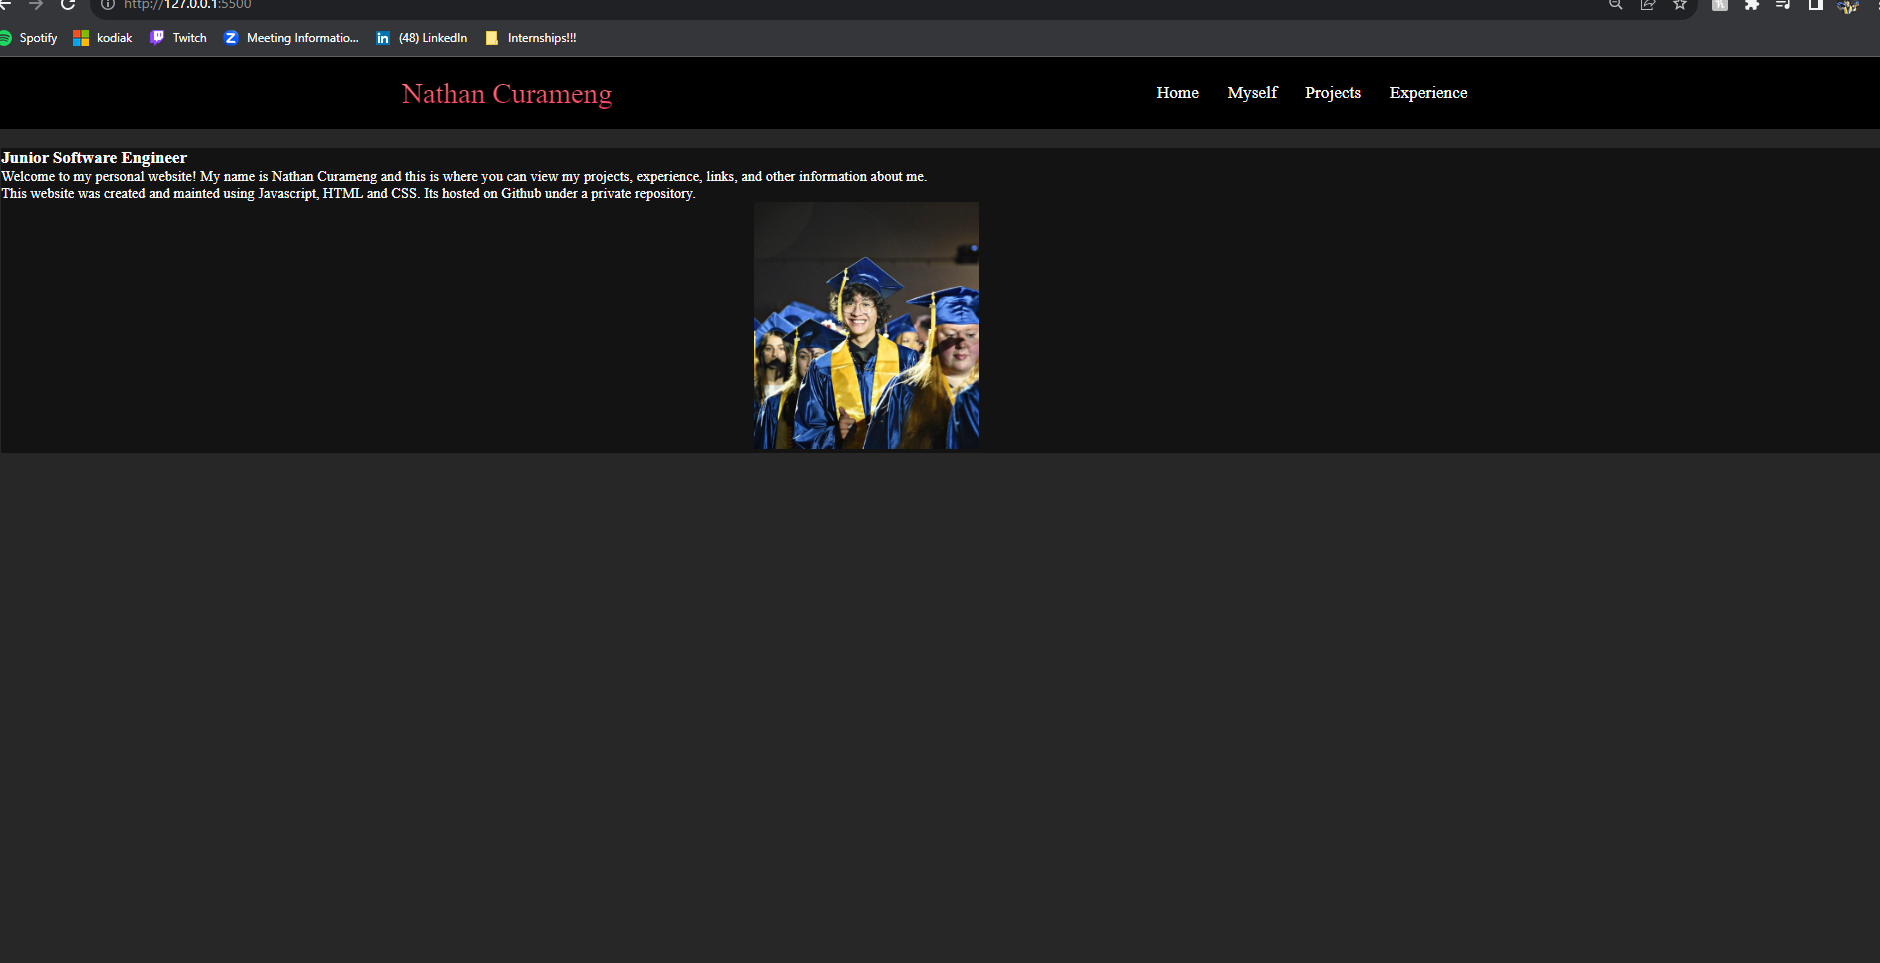 http://127.0.0.1:5500
Spotify kodiak Twitch Meeting Informatio... (48) LinkedIn Internships!!!
Nathan Curameng Home Myself Projects Experience
Junior Software Engineer
Welcome to my personal website! My name is Nathan Curameng and this is where you can view my projects, experience, links, and other information about me.
This website was created and mainted using Javascript, HTML and CSS. Its hosted on Github under a private repository.